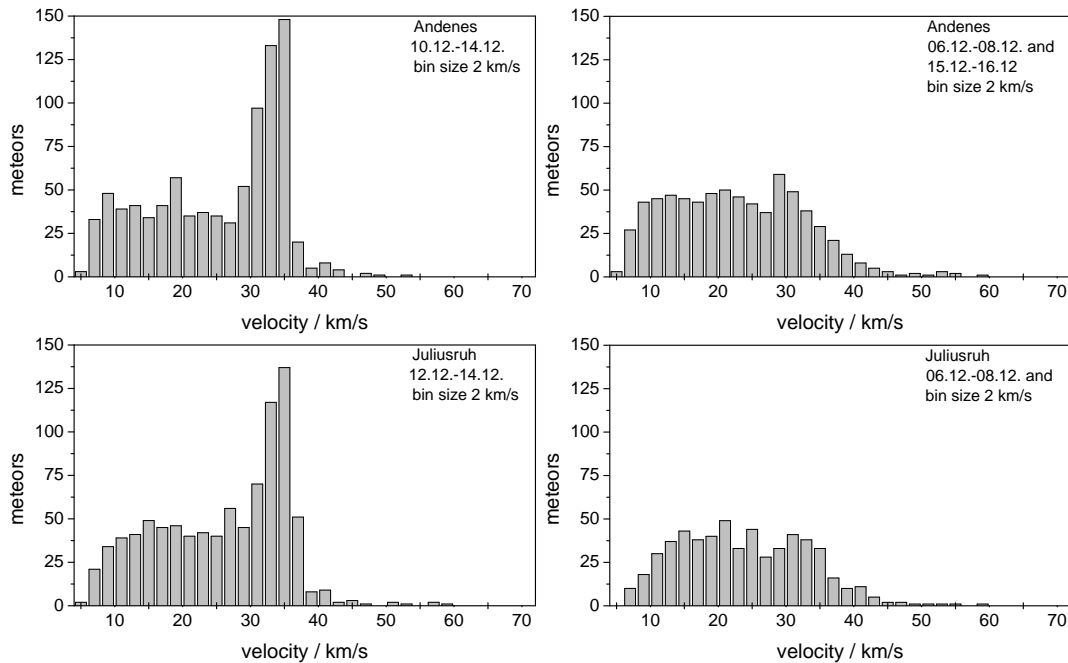 150
125
100
75
50
25
0
meteors
Andenes
10.12.-14.12.
bin size 2 km/s
10 20 30 40 50 60 70
velocity / km/s
150
125
100
75
50
25
0
meteors
Andenes
06.12.-08.12. and
15.12.-16.12
bin size 2 km/s
10 20 30 40 50 60 70
velocity / km/s
150
125
100
75
50
25
0
meteors
Juliusruh
12.12.-14.12.
bin size 2 km/s
10 20 30 40 50 60 70
velocity / km/s
150
125
100
75
50
25
0
meteors
Juliusruh
06.12.-08.12. and
bin size 2 km/s
10 20 30 40 50 60 70
velocity / km/s